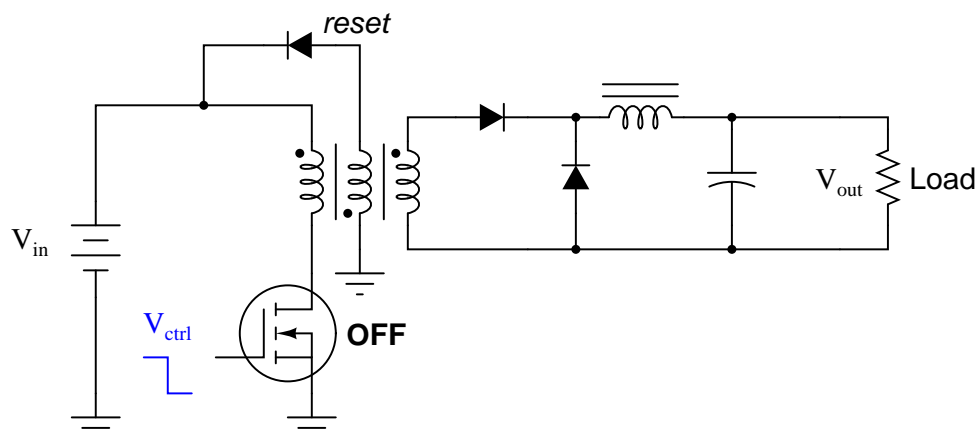 reset
V_in
V_ctrl
OFF
V_out
Load